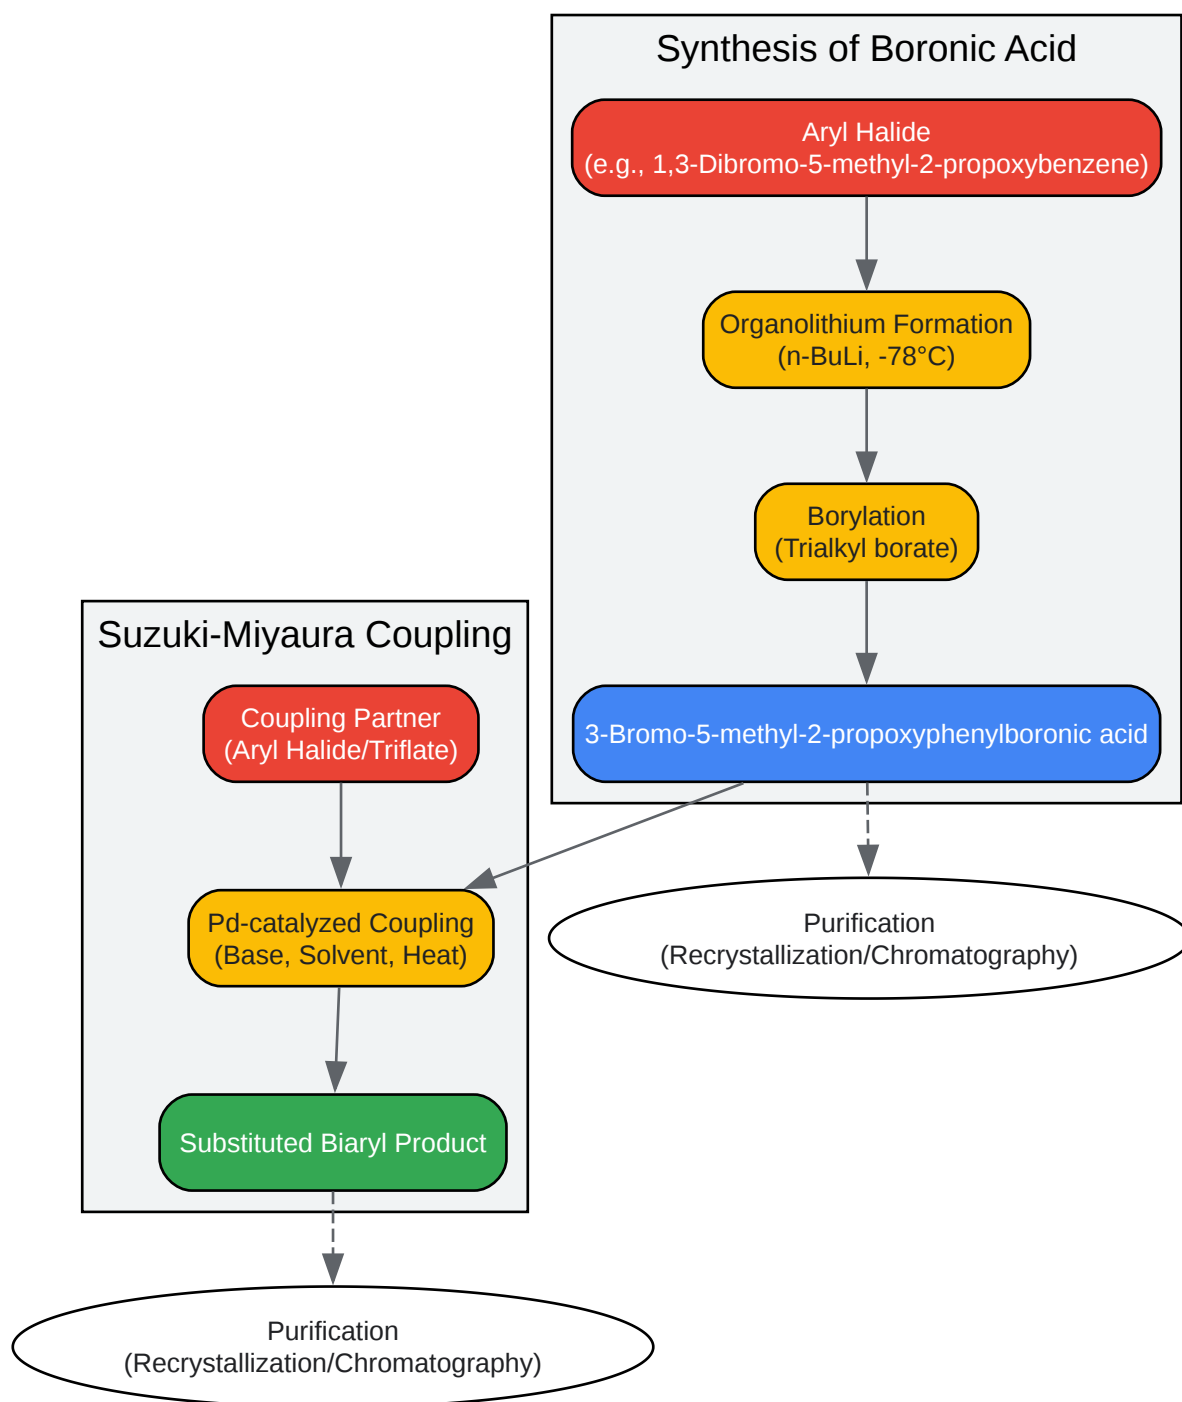 Synthesis of Boronic Acid
Aryl Halide
(e.g., 1,3-Dibromo-5-methyl-2-propoxybenzene)
Organolithium Formation
(n-BuLi, -78°C)
Borylation
(Trialkyl borate)
3-Bromo-5-methyl-2-propoxyphenylboronic acid
Purification
(Recrystallization/Chromatography)
Suzuki-Miyaura Coupling
Coupling Partner
(Aryl Halide/Triflate)
Pd-catalyzed Coupling
(Base, Solvent, Heat)
Substituted Biaryl Product
Purification
(Recrystallization/Chromatography)